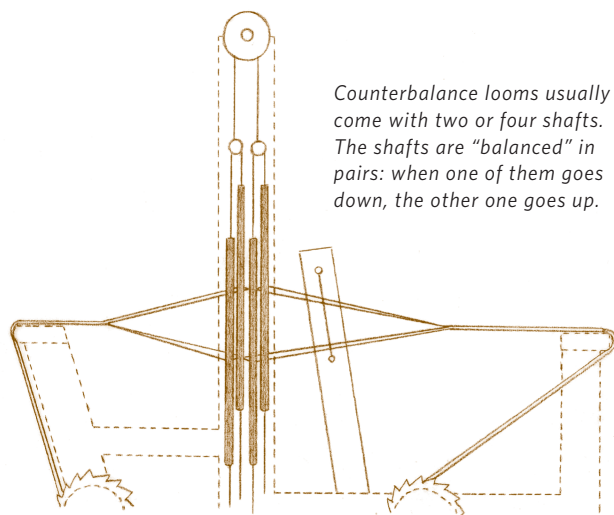 Counterbalance looms usually
come with two or four shafts.
The shafts are “balanced” in
pairs: when one of them goes
down, the other one goes up.